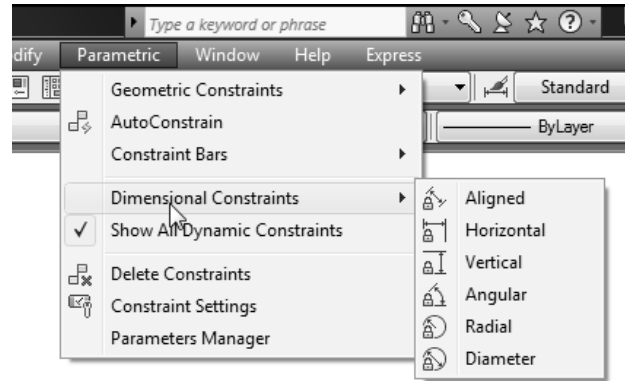 Type a keyword or phrase
dify Parametric Window Help Express
Geometric Constraints
Standard
AutoConstrain
ByLayer
Constraint Bars
Dimensional Constraints
Show All Dynamic Constraints
Delete Constraints
Constraint Settings
Parameters Manager
Aligned
Horizontal
Vertical
Angular
Radial
Diameter